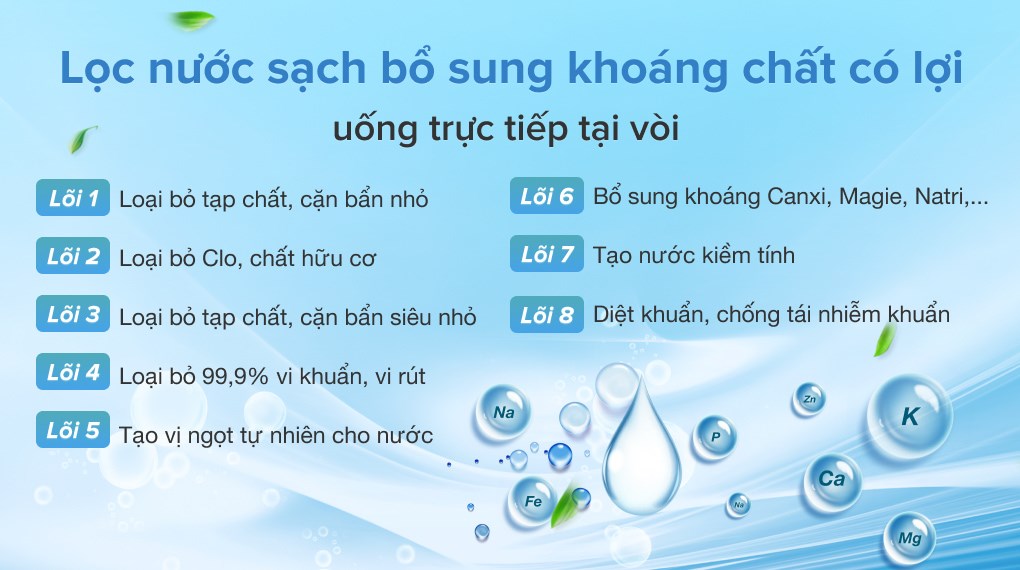 Lọc nước sạch bổ sung khoáng chất có lợi
uống trực tiếp tại vòi
Lõi 1 Loại bỏ tạp chất, cặn bẩn nhỏ
Lõi 2 Loại bỏ Clo, chất hữu cơ
Lõi 3 Loại bỏ tạp chất, cặn bẩn siêu nhỏ
Lõi 4 Loại bỏ 99,9% vi khuẩn, vi rút
Lõi 5 Tạo vị ngọt tự nhiên cho nước
Lõi 6 Bổ sung khoáng Canxi, Magie, Natri,...
Lõi 7 Tạo nước kiềm tính
Lõi 8 Diệt khuẩn, chống tái nhiễm khuẩn
Na
Zn
K
P
Ca
Fe
Na
Mg